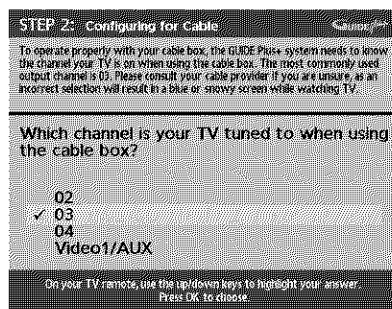 STEP 2: Configuring for Cable
To operate properly with your cable box, the GUIDE Plus+ system needs to know
the channel your TV is on when using the cable box. The most commonly used
output channel is 03. Please consult your cable provider if you are unsure, as an
incorrect selection will result in a blue or snowy screen while watching TV.
Which channel is your TV tuned to when using
the cable box?
02
✓ 03
04
Video1/AUX
On your TV remote, use the up/down keys to highlight your answer.
Press OK to choose.